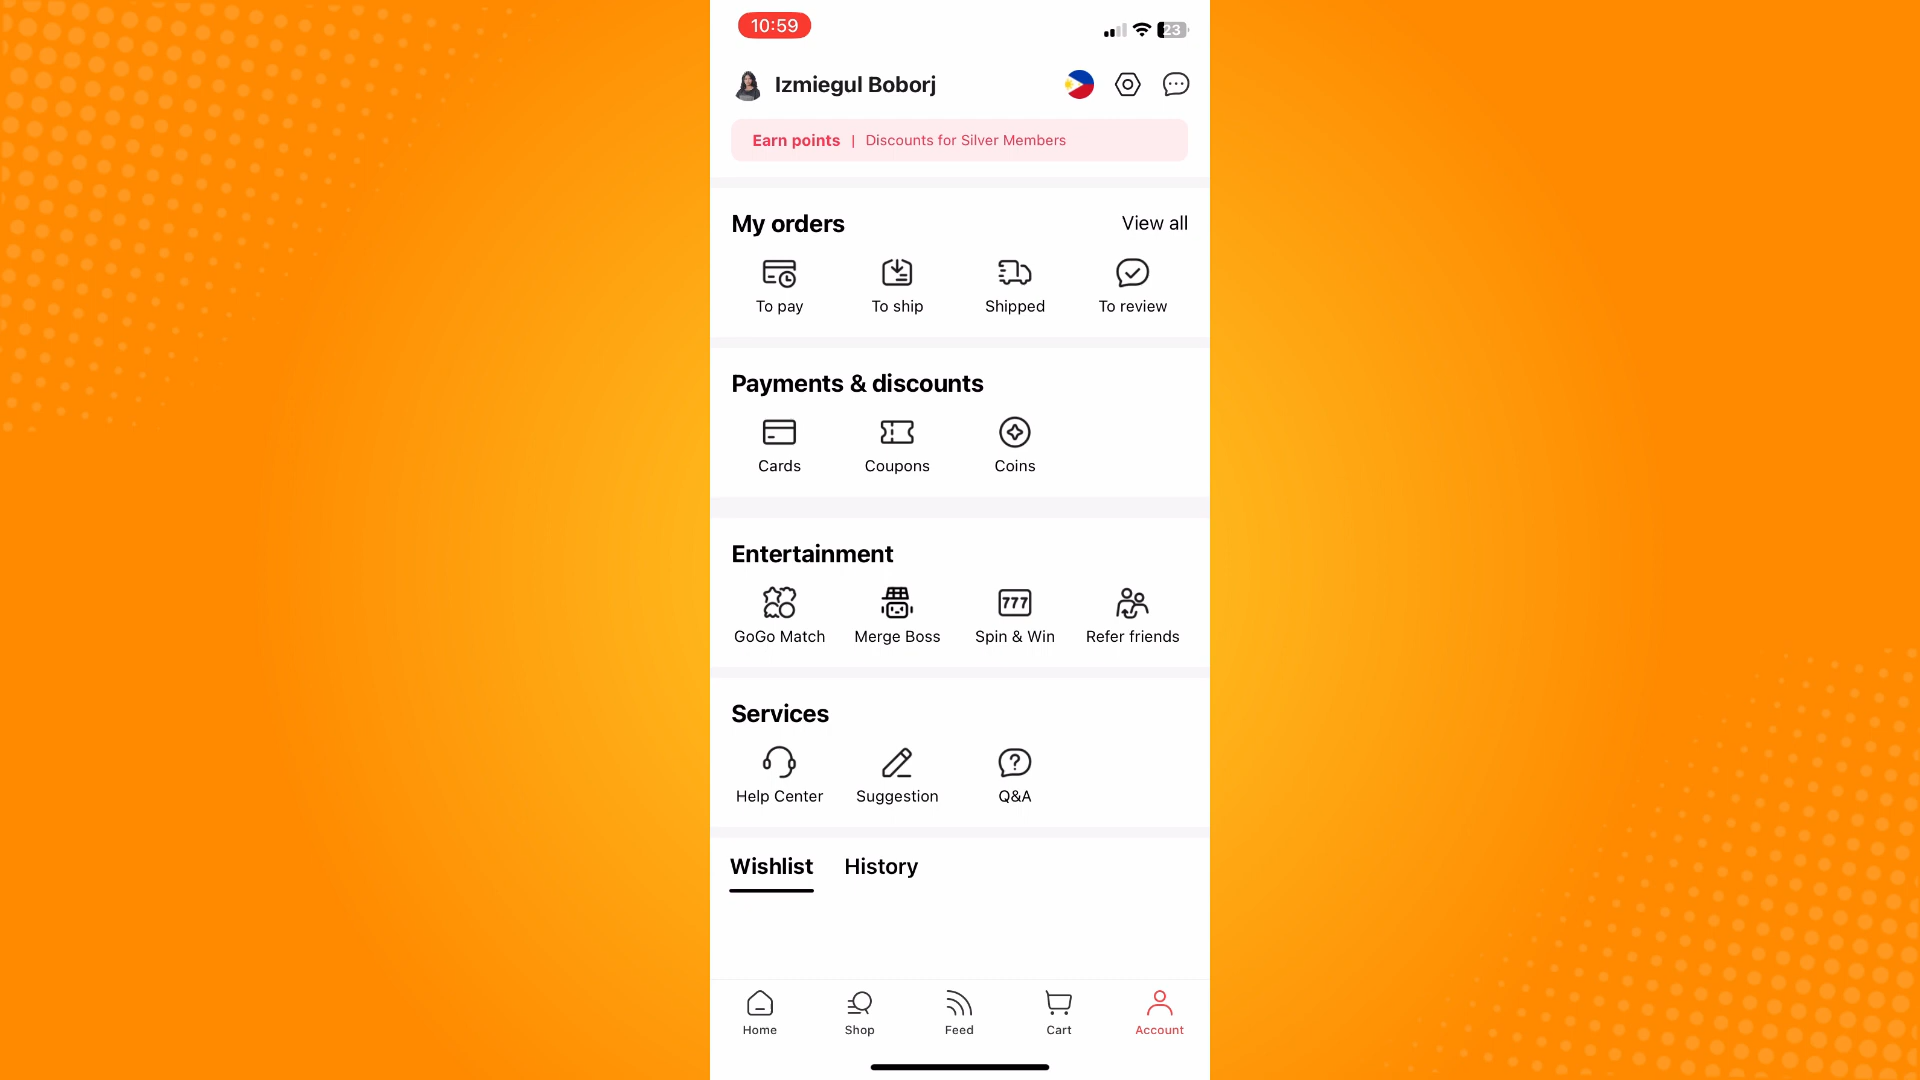 10:59
23
Izmiegul Boborj
Earn points | Discounts for Silver Members
My orders
View all
To pay
To ship
Shipped
To review
Payments & discounts
Cards
Coupons
Coins
Entertainment
777
GoGo Match
Merge Boss
Spin & Win
Refer friends
Services
?
Help Center
Suggestion
Q&A
Wishlist
History
Home
Shop
Feed
Cart
Account